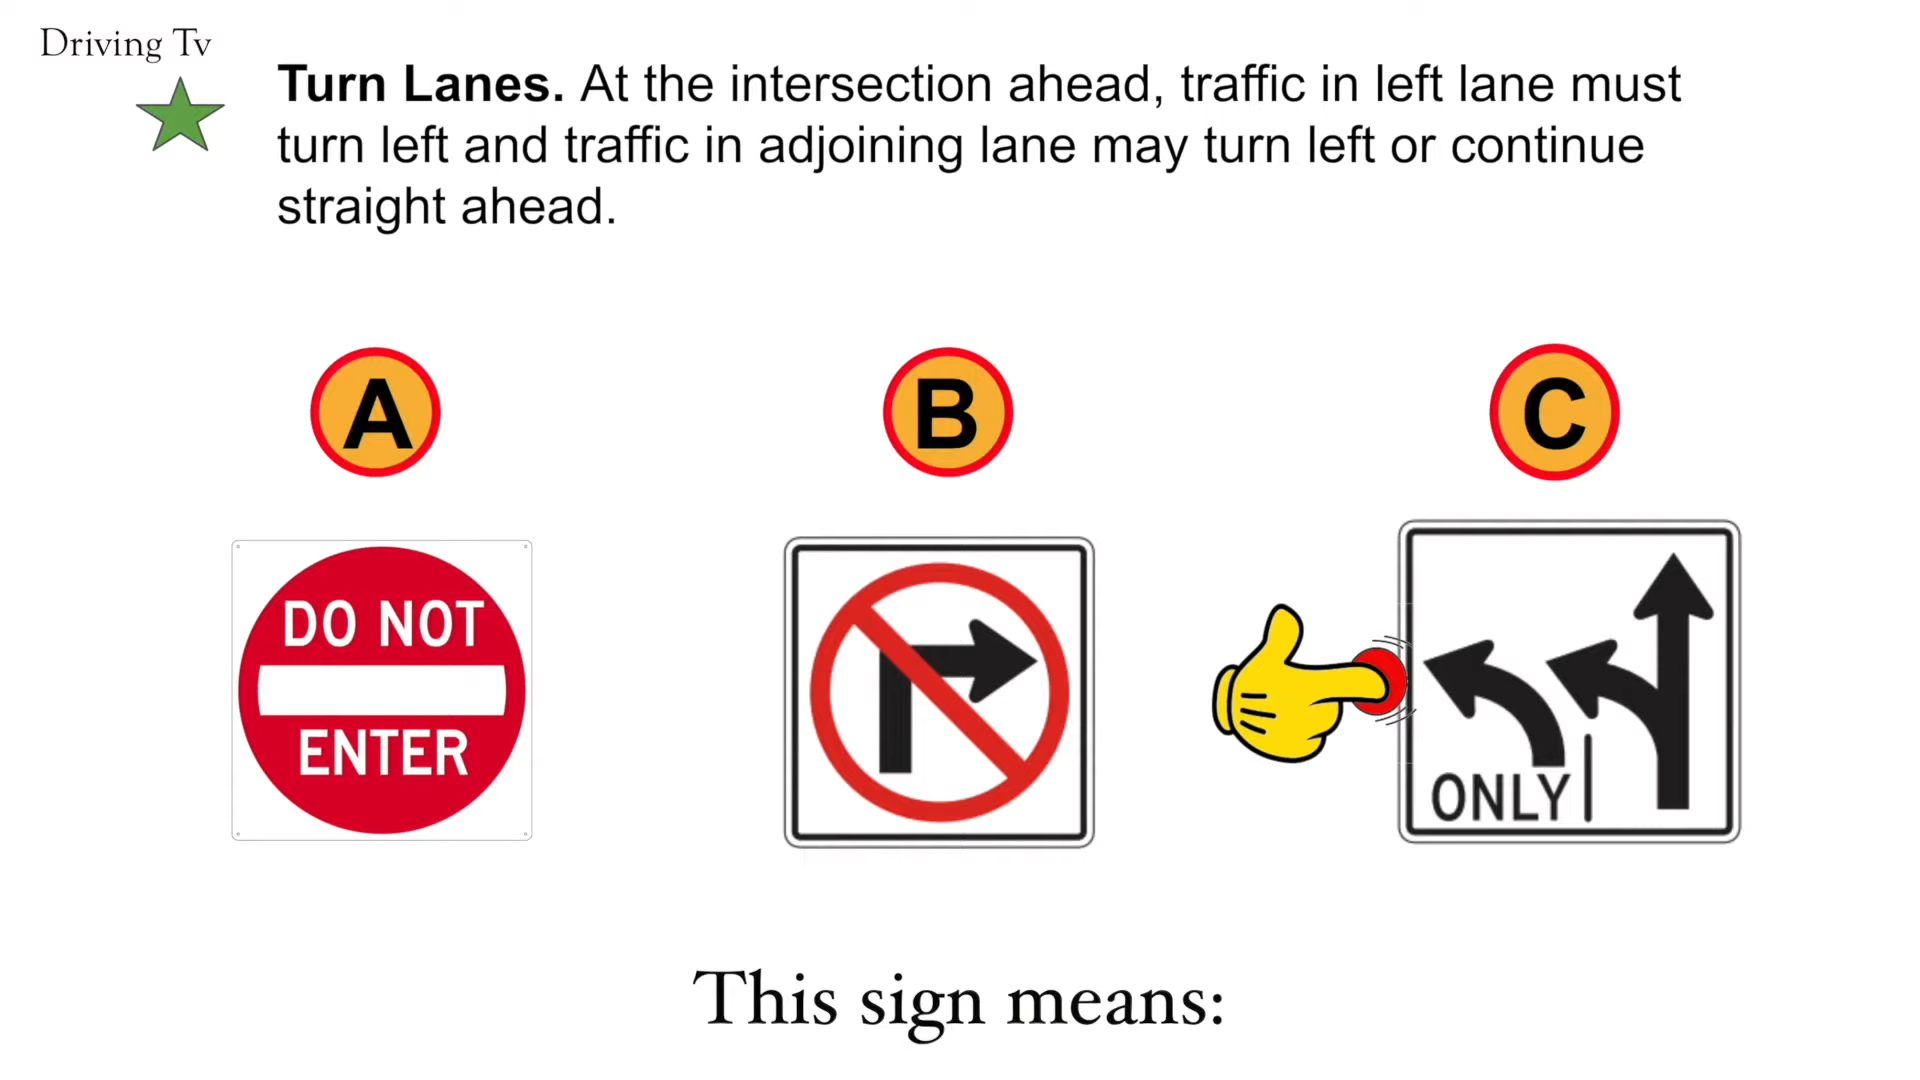 Driving Tv
Turn Lanes. At the intersection ahead, traffic in left lane must
turn left and traffic in adjoining lane may turn left or continue
straight ahead.
A
B
C
DO NOT
ENTER
ONLY
This sign means: